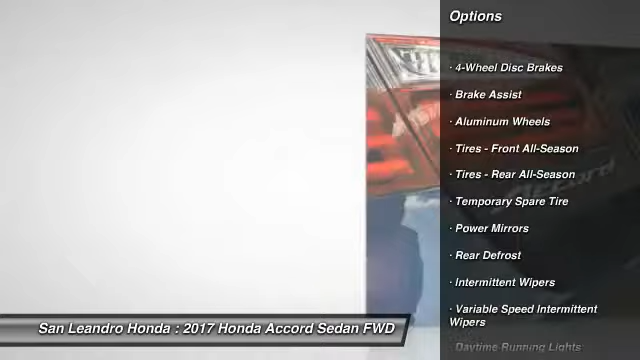 Options
· 4-Wheel Disc Brakes
· Brake Assist
· Aluminum Wheels
· Tires - Front All-Season
· Tires - Rear All-Season
Accord
· Temporary Spare Tire
· Power Mirrors
· Rear Defrost
· Intermittent Wipers
· Variable Speed Intermittent
Wipers
· Daytime Running Lights
San Leandro Honda : 2017 Honda Accord Sedan FWD